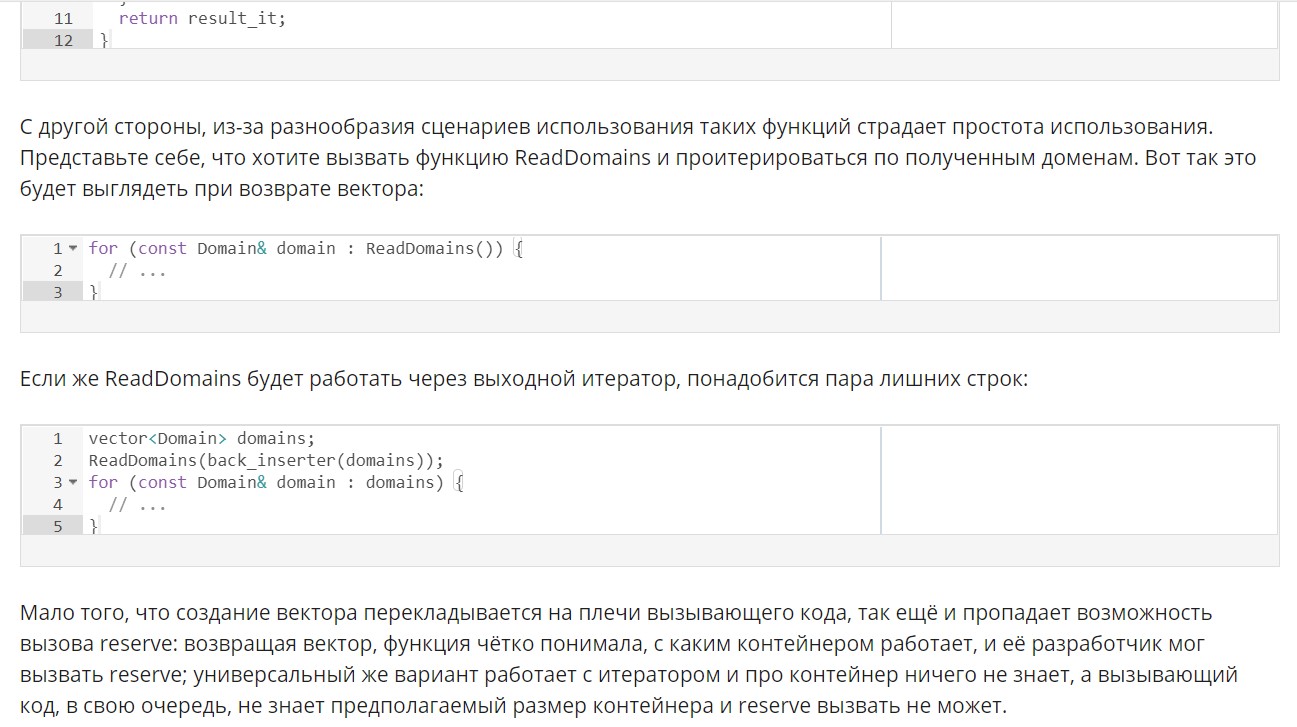 11 return result_it;
12 }
С другой стороны, из-за разнообразия сценариев использования таких функций страдает простота использования.
Представьте себе, что хотите вызвать функцию ReadDomains и проитерироваться по полученным доменам. Вот так это
будет выглядеть при возврате вектора:
1 for (const Domain& domain : ReadDomains()) {
2 // ...
3 }
Если же ReadDomains будет работать через выходной итератор, понадобится пара лишних строк:
1 vector<Domain> domains;
2 ReadDomains(back_inserter(domains));
3 for (const Domain& domain : domains) {
4 // ...
5 }
Мало того, что создание вектора перекладывается на плечи вызывающего кода, так ещё и пропадает возможность
вызова reserve: возвращая вектор, функция чётко понимала, с каким контейнером работает, и её разработчик мог
вызвать reserve; универсальный же вариант работает с итератором и про контейнер ничего не знает, а вызывающий
код, в свою очередь, не знает предполагаемый размер контейнера и reserve вызвать не может.